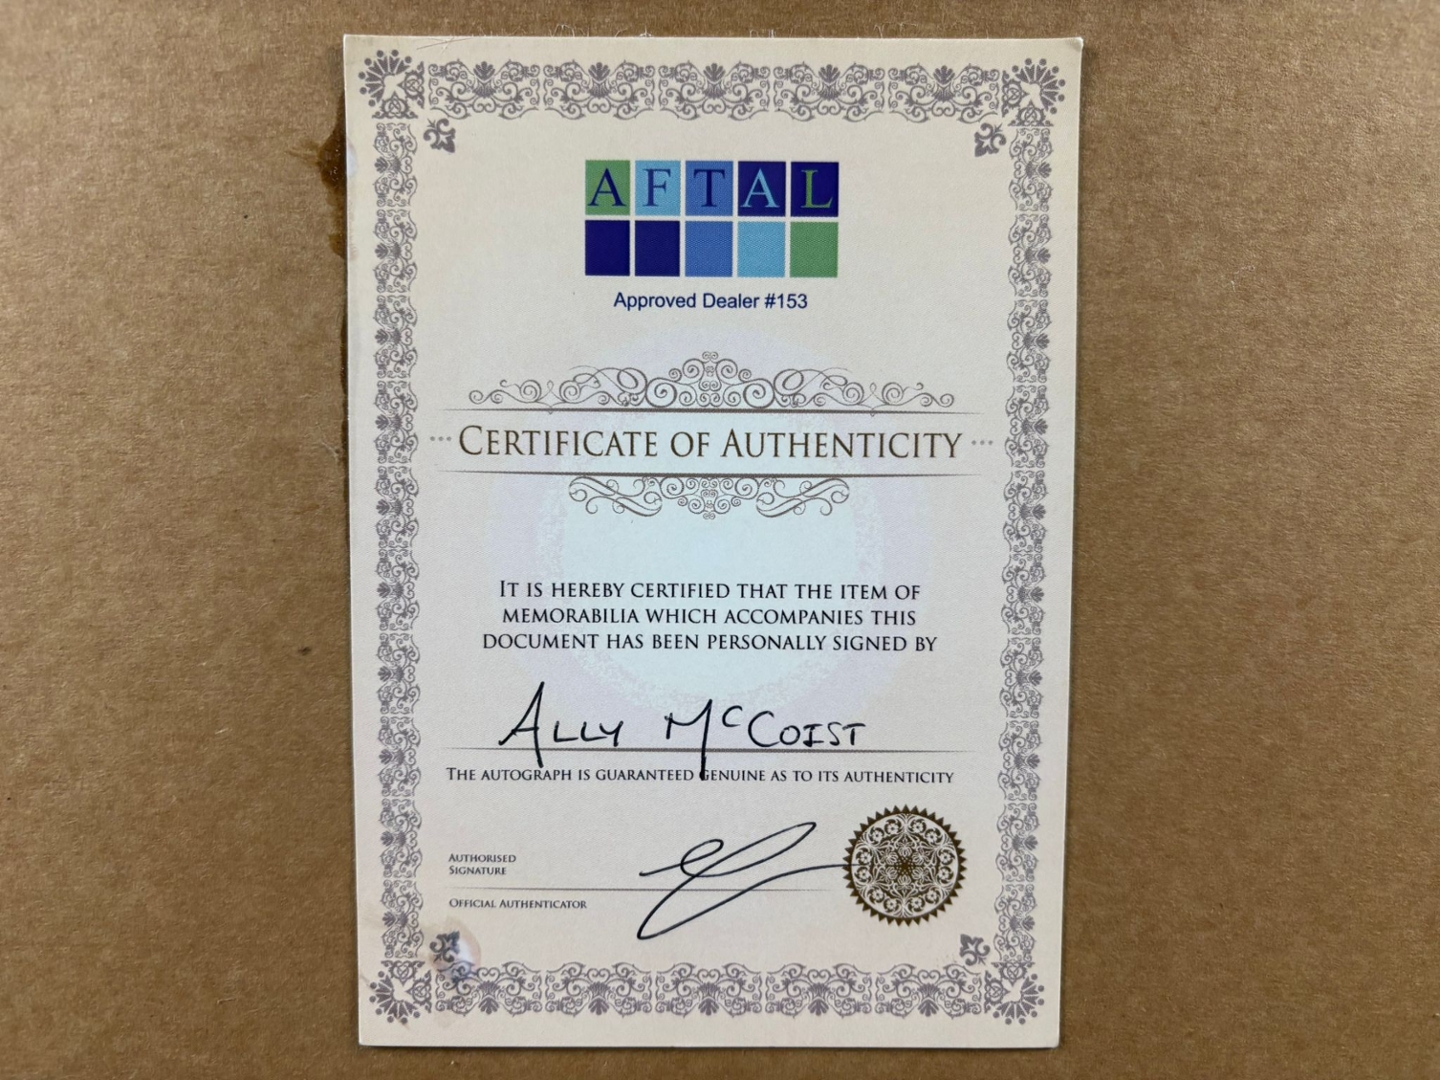 AFTAL
Approved Dealer #153
CERTIFICATE OF AUTHENTICITY
IT IS HEREBY CERTIFIED THAT THE ITEM OF
MEMORABILIA WHICH ACCOMPANIES THIS
DOCUMENT HAS BEEN PERSONALLY SIGNED BY
ALLY McCOIST
THE AUTOGRAPH IS GUARANTEED GENUINE AS TO ITS AUTHENTICITY
AUTHORISED
SIGNATURE
OFFICIAL AUTHENTICATOR